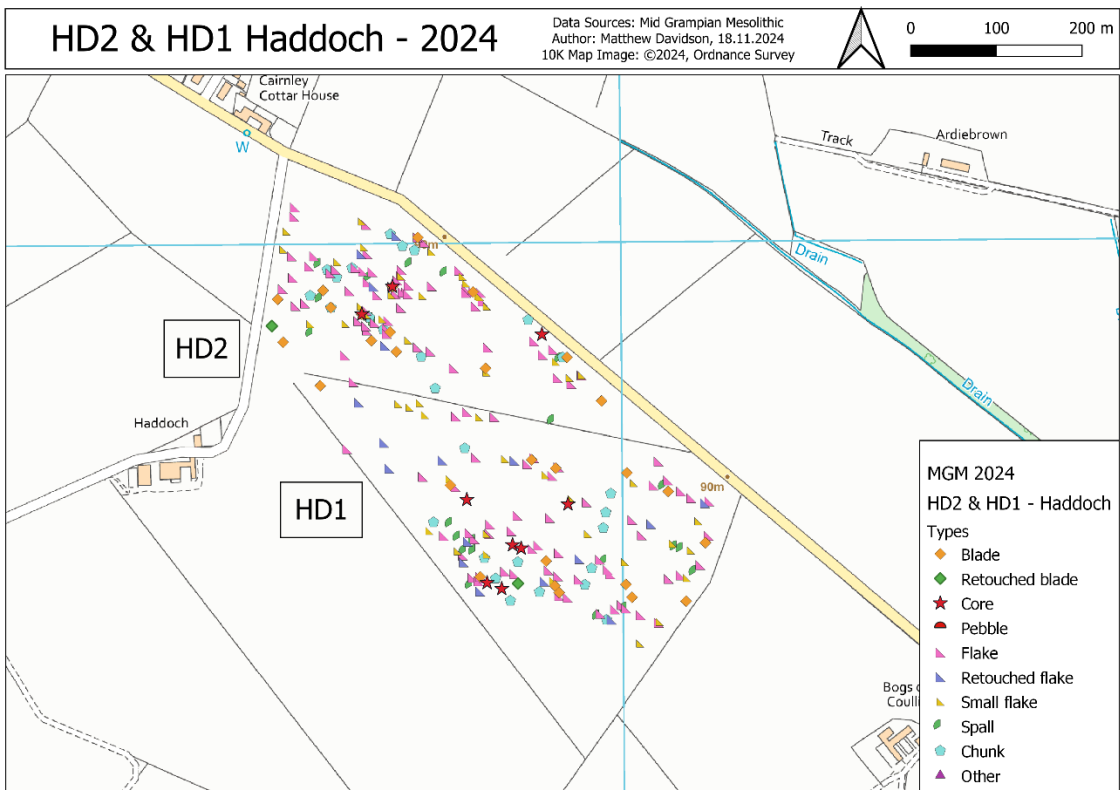 HD2 & HD1 Haddoch - 2024
Data Sources: Mid Grampian Mesolithic
Author: Matthew Davidson, 18.11.2024
10K Map Image: ©2024, Ordnance Survey
0 100 200 m
Cairnley
Cottar House
W
Track
Ardiebrown
Drain
HD2
Drain
Haddoch
90m
HD1
Bogs
Coulli
MGM 2024
HD2 & HD1 - Haddoch
Types
Blade
Retouched blade
Core
Pebble
Flake
Retouched flake
Small flake
Spall
Chunk
Other